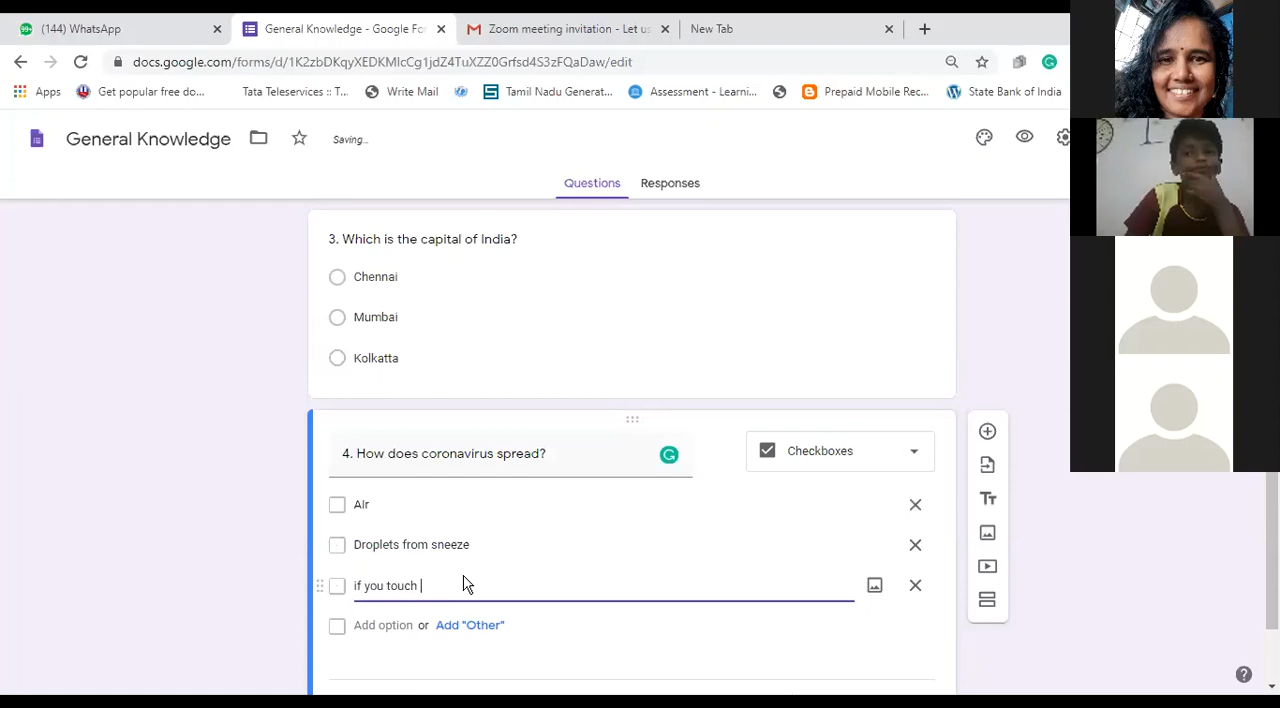 99+ (144) WhatsApp
General Knowledge - Google For
Zoom meeting invitation - Let us
New Tab
docs.google.com/forms/d/1K2zbDKqyXEDKMIcCg1jdZ4TuXZZ0Grfsd4S3zFQaDaw/edit
Apps
Get popular free do...
Tata Teleservices :: T...
Write Mail
Tamil Nadu Generat...
Assessment - Learni...
Prepaid Mobile Rec...
State Bank of India
General Knowledge
Saving...
Questions
Responses
3. Which is the capital of India?
Chennai
Mumbai
Kolkatta
4. How does coronavirus spread?
Checkboxes
AIr
Droplets from sneeze
if you touch
Add option or Add "Other"